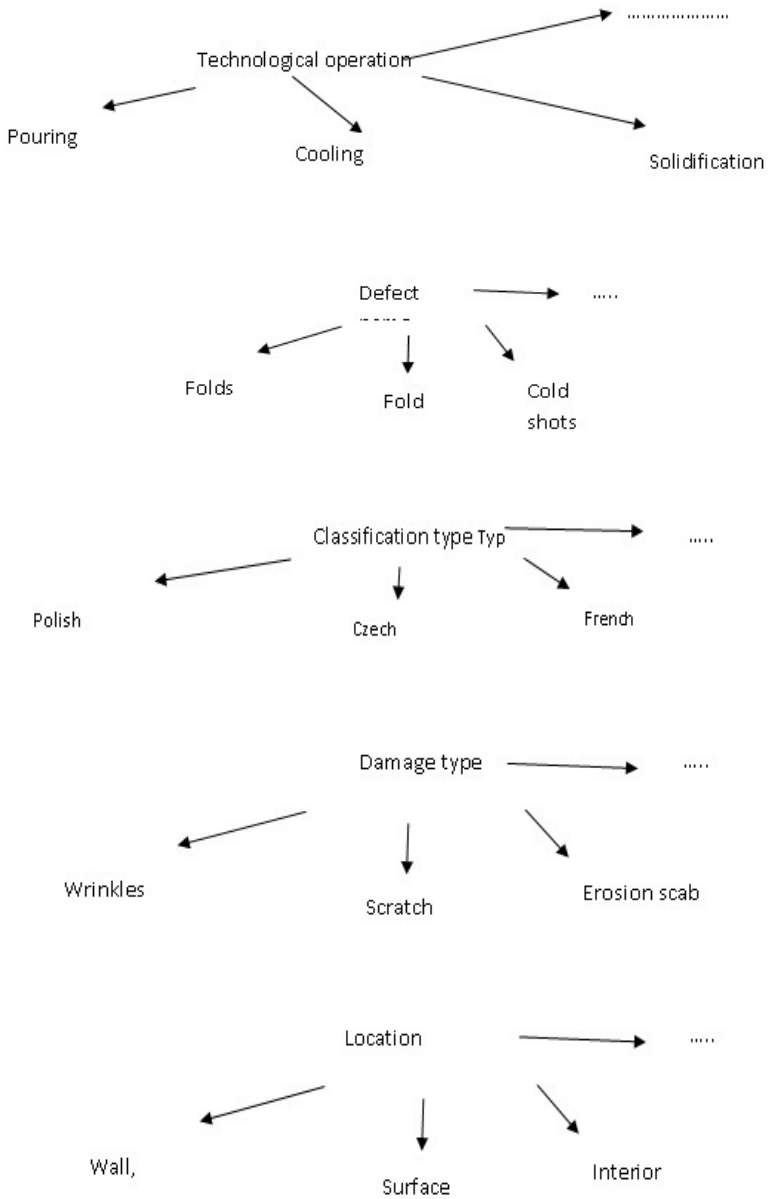 …………………
Technological operation
Pouring
Cooling
Solidification
Defect
…..
Folds
Fold
Cold
shots
Classification type Typ
…..
Polish
Czech
French
Damage type
…..
Wrinkles
Scratch
Erosion scab
Location
…..
Wall,
Surface
Interior